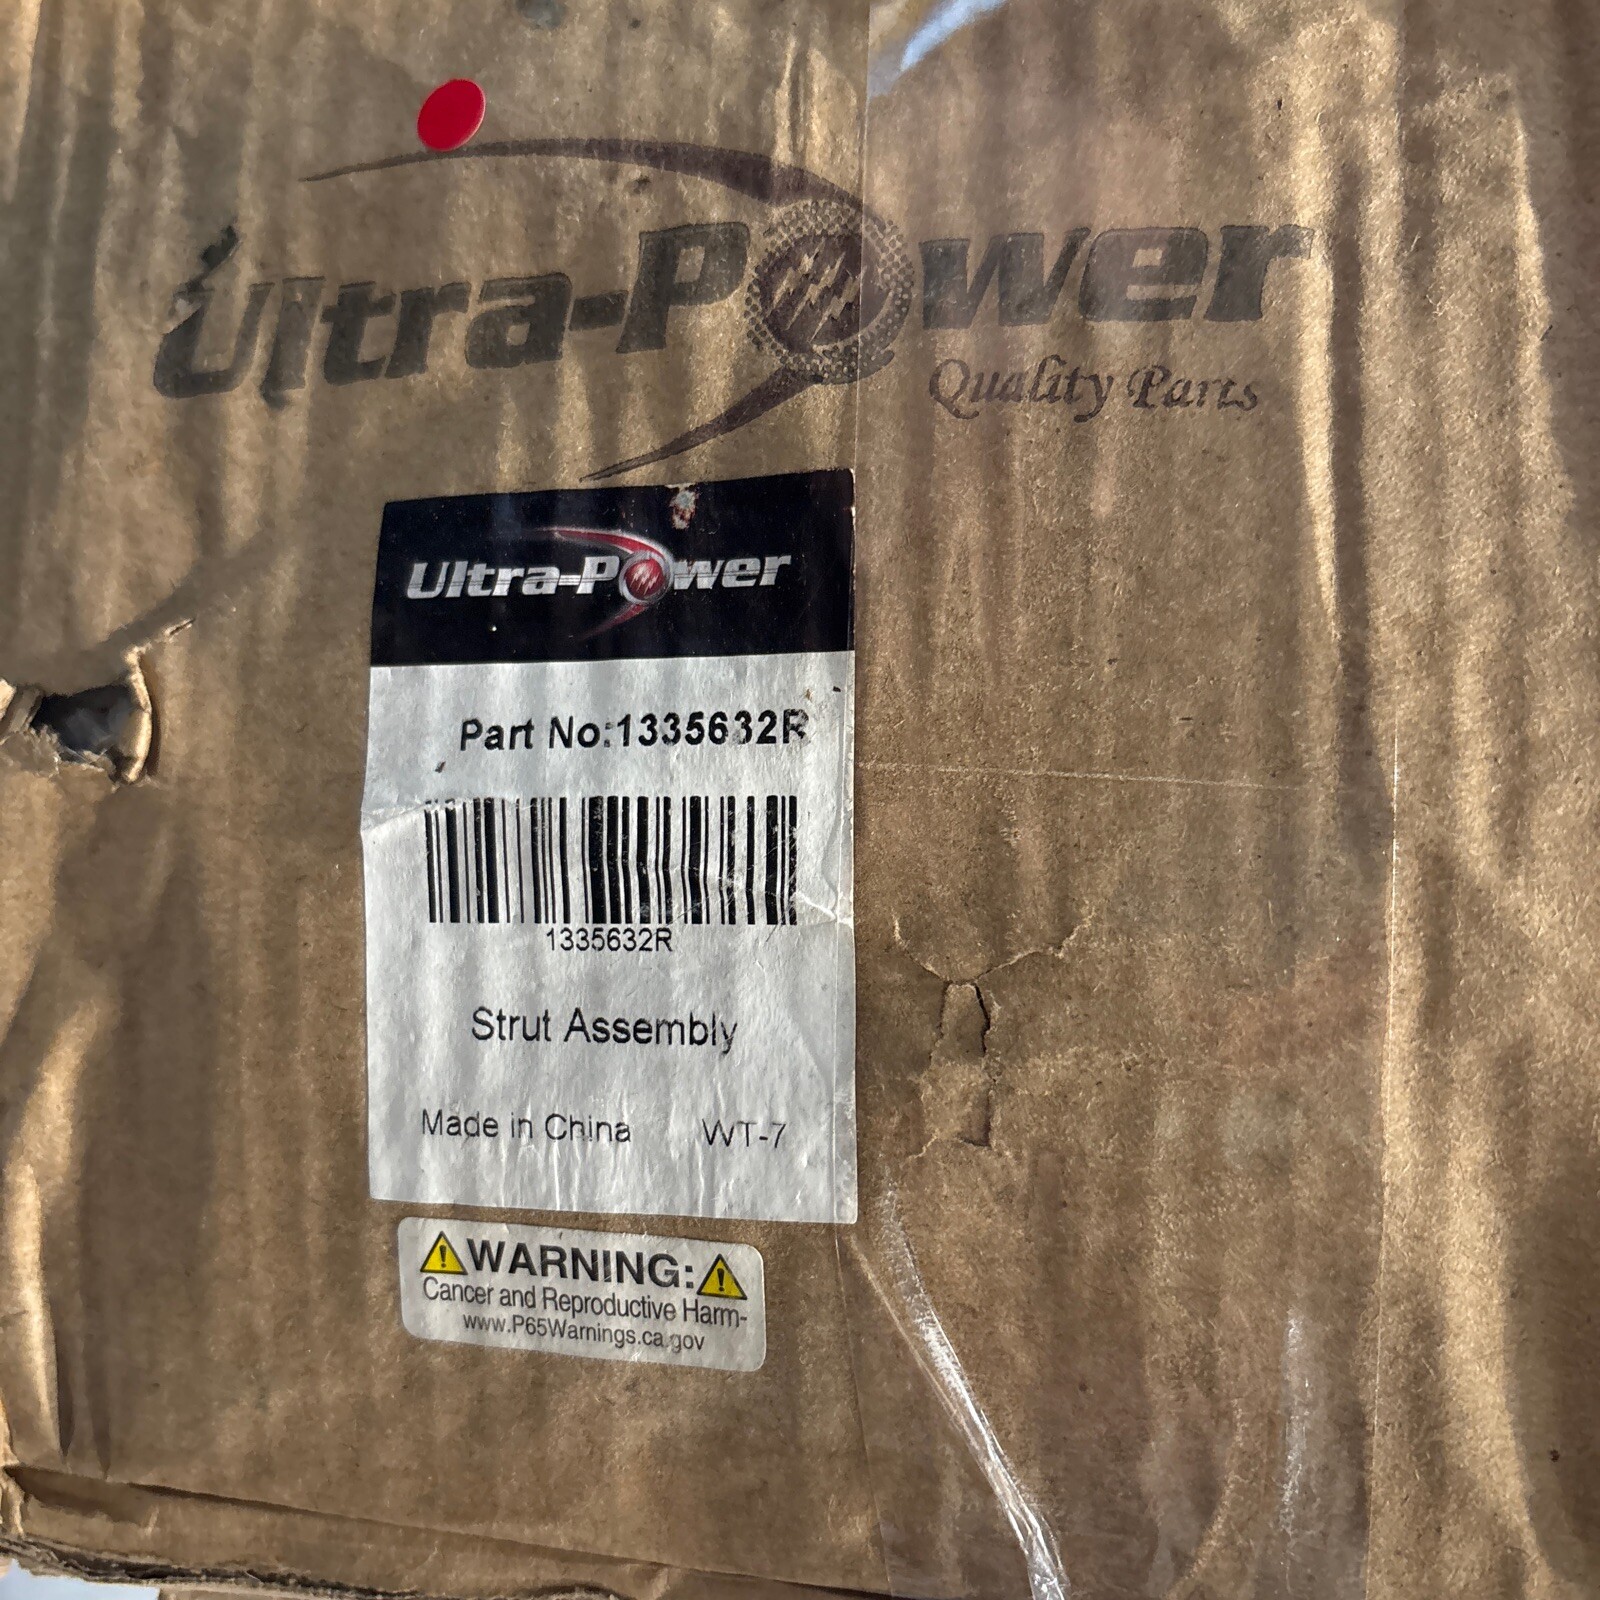 Ultra-Power
Quality Parts
Ultra-Power
Part No:1335632R
1335632R
Strut Assembly
Made in China WT-7
WARNING:
Cancer and Reproductive Harm-
www.P65Warnings.ca.gov